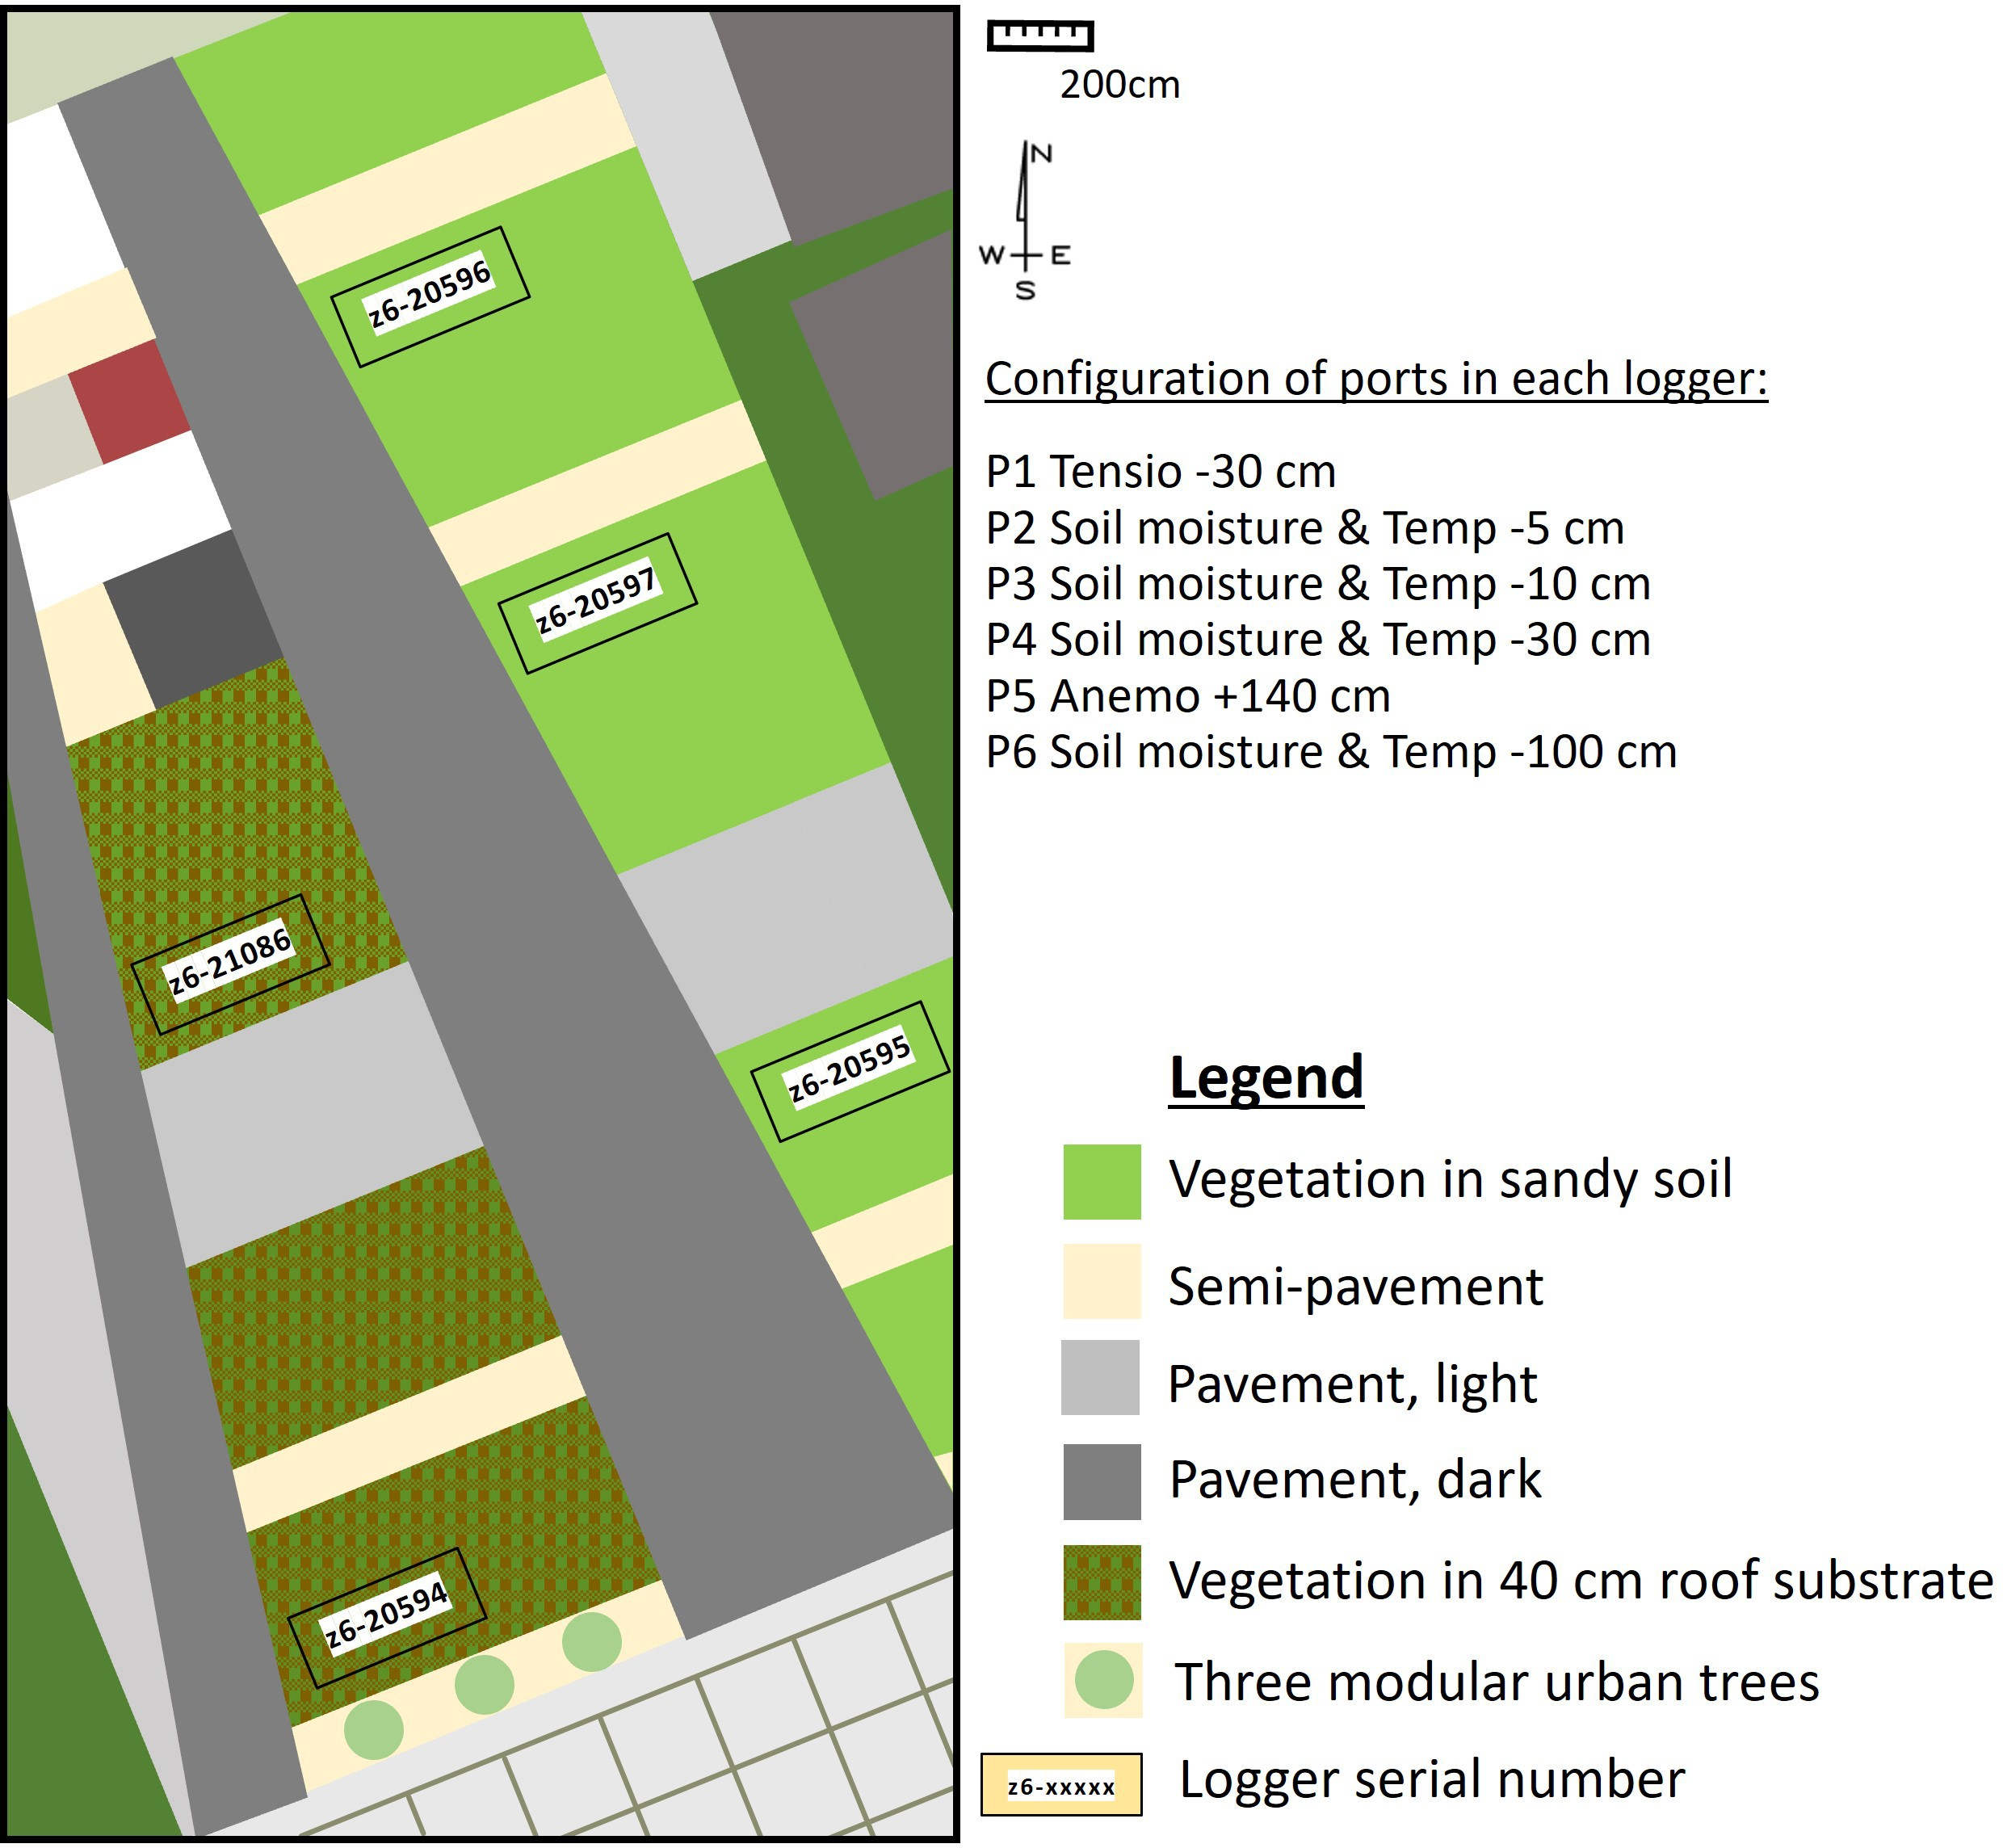 200cm
N
W E
S
Configuration of ports in each logger:
P1 Tensio -30 cm
P2 Soil moisture & Temp -5 cm
P3 Soil moisture & Temp -10 cm
P4 Soil moisture & Temp -30 cm
P5 Anemo +140 cm
P6 Soil moisture & Temp -100 cm
z6-20596
z6-20597
z6-21086
z6-20595
z6-20594
Legend
Vegetation in sandy soil
Semi-pavement
Pavement, light
Pavement, dark
Vegetation in 40 cm roof substrate
Three modular urban trees
z6-xxxxx Logger serial number